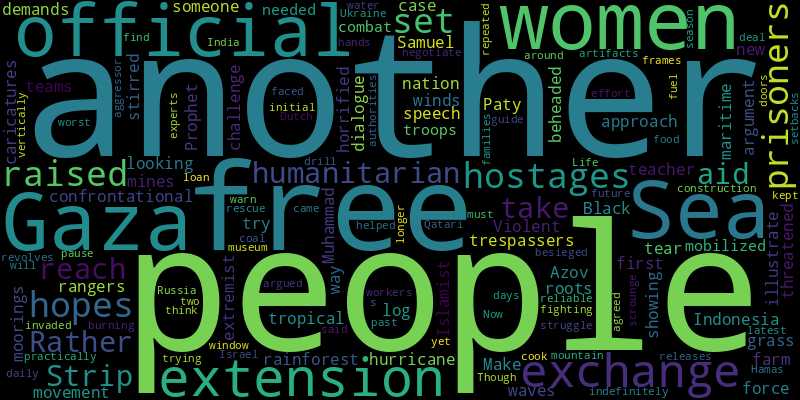 demands someone needed Ukraine case water hands repeated season deal
official combat set women
find India Samuel negotiate around artifacts new
another
caricatures vertically teams aggressor stirred experts Prophet challenge faced initial Dutch horrified dialogue authorities
nation winds speech troops Paty families guide beheaded effort approach frames fuel food maritime argument doors prisoners setbacks
worst
raised looking humanitarian hostages drill Life teacher aid
mines loan confrontational
free
Gaza warn rescue coal museum came helped Muhammad try way longer Qatari
take Violent trespassers must besieged Black future construction kept
Sea threatened illustrate
tear mobilized
pause revolves will reach rangers extremist
people
Russia two think argued workers s past Islamist
Azov roots first showing
hopes tropical log days reliable fighting agreed scrounge Indonesia
moorings invaded burning Rather said Now struggle latest grass
practically window Israel rainforest hurricane yet Make farm
Strip trying extension cook mountain Though exchange releases Hamas
daily movement waves indefinitely force